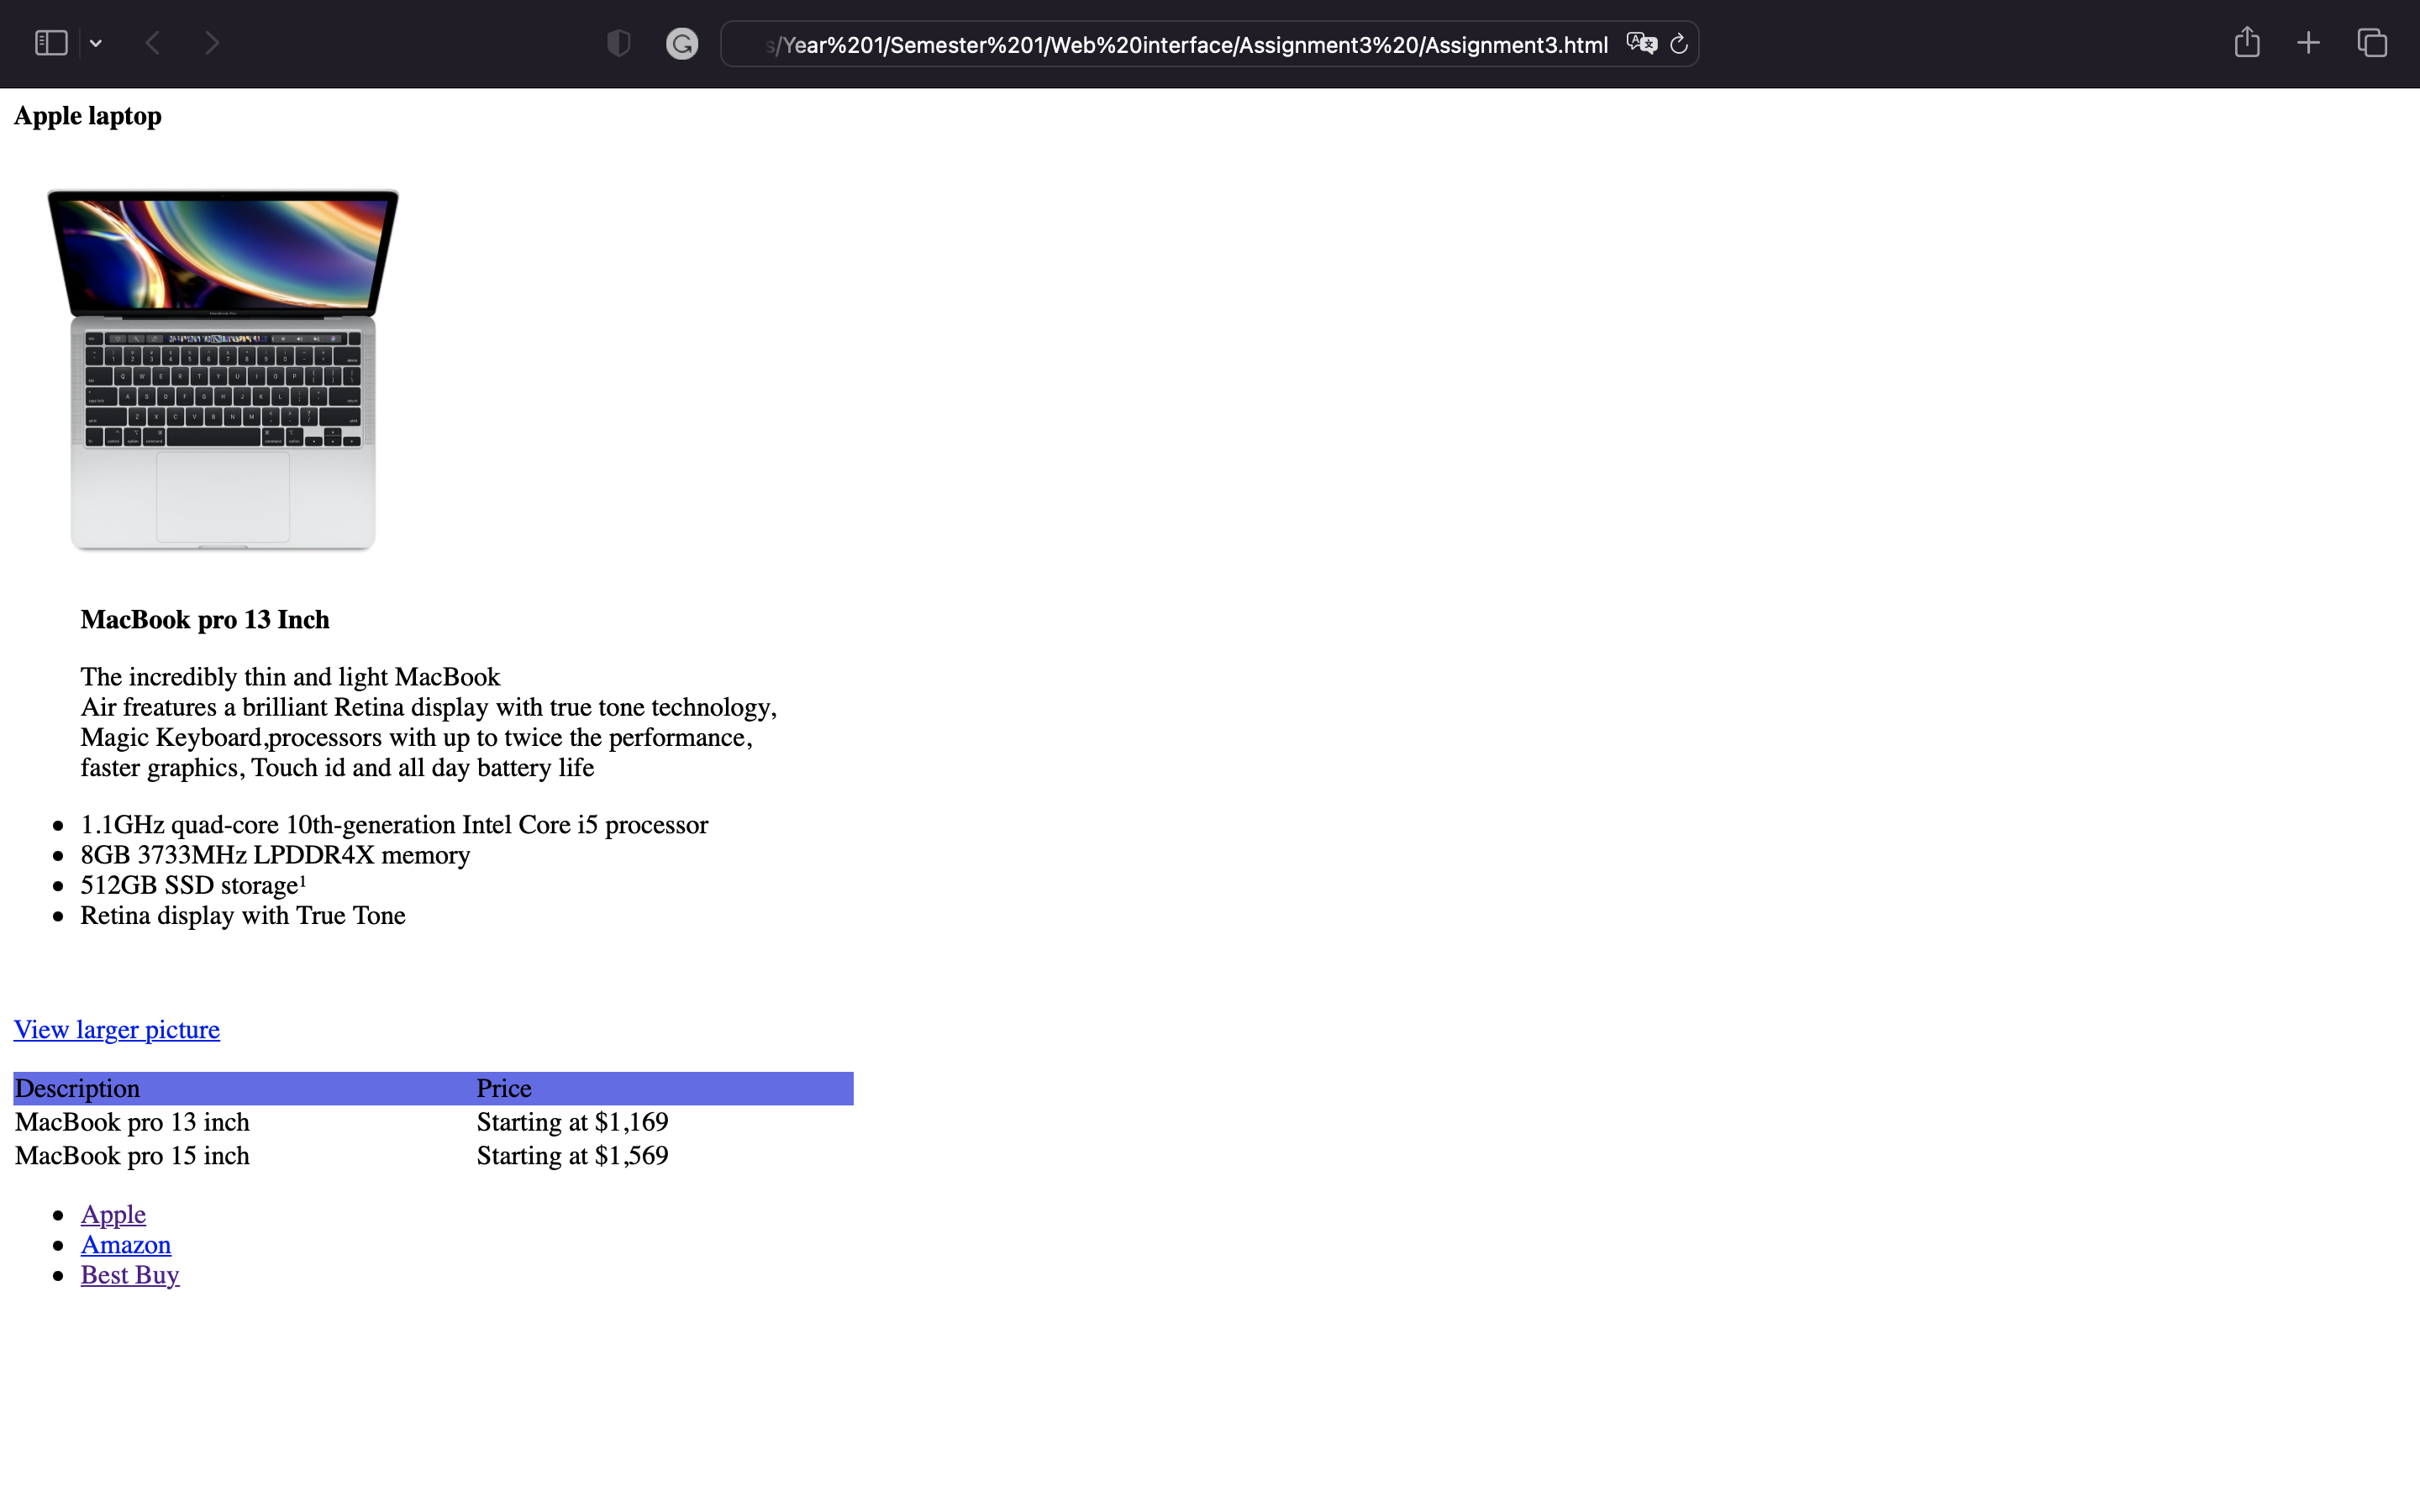 s/Year%201/Semester%201/Web%20interface/Assignment3%20/Assignment3.html
Apple laptop
MacBook pro 13 Inch
The incredibly thin and light MacBook
Air freatures a brilliant Retina display with true tone technology,
Magic Keyboard,processors with up to twice the performance,
faster graphics, Touch id and all day battery life
1.1GHz quad-core 10th-generation Intel Core i5 processor
8GB 3733MHz LPDDR4X memory
512GB SSD storage¹
Retina display with True Tone
View larger picture
Description Price
MacBook pro 13 inch Starting at $1,169
MacBook pro 15 inch Starting at $1,569
Apple
Amazon
Best Buy